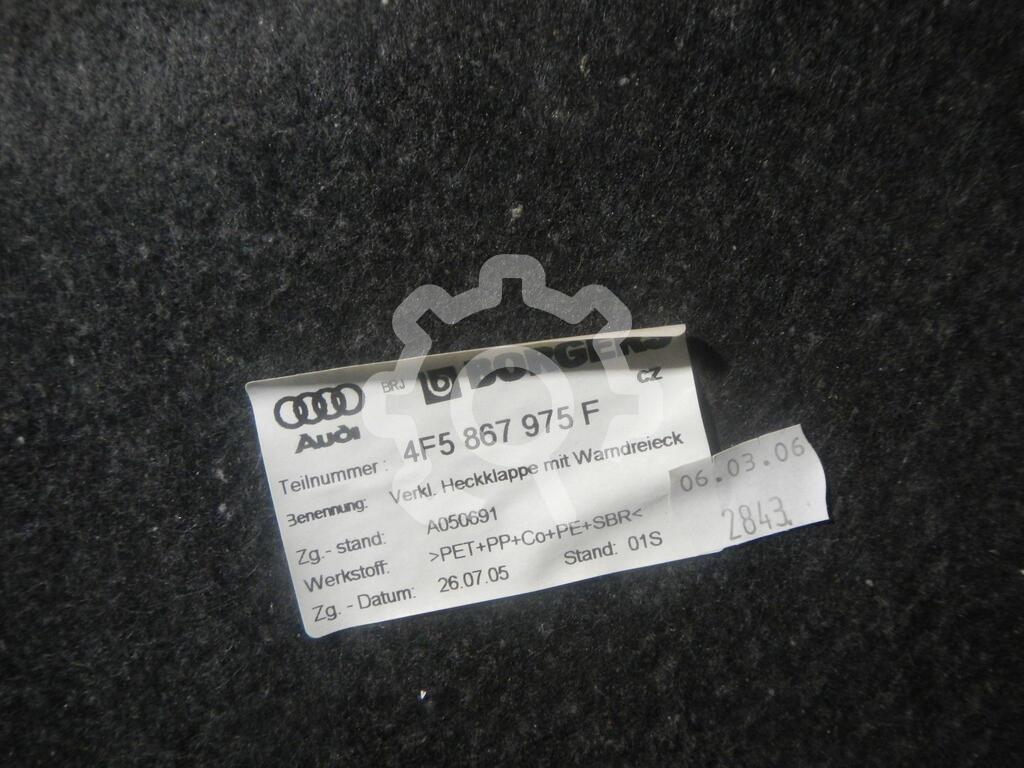 BRJ b BORGERS
CZ
Audi
Teilnummer: 4F5 867 975 F
Benennung: Verkl. Heckklappe mit Warndreieck
Zg.- stand: A050691
Werkstoff: >PET+PP+Co+PE+SBR<
Zg. - Datum: 26.07.05 Stand: 01S
06.03.06
2843